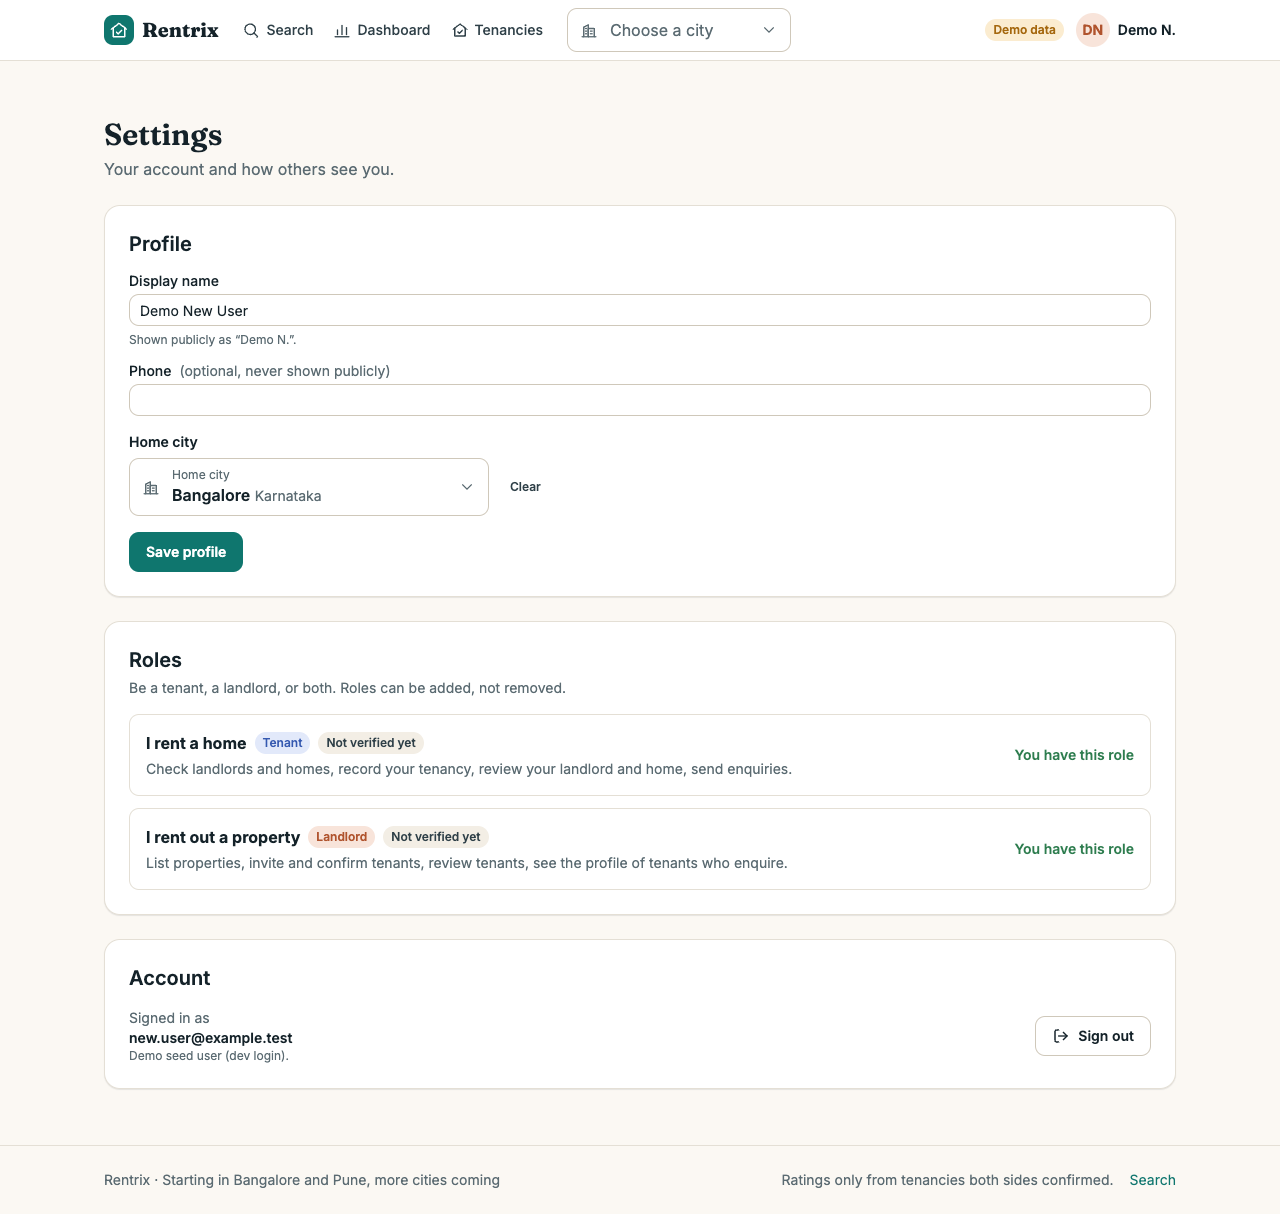 Rentrix
Search
Dashboard
Tenancies
Choose a city
Demo data
DN
Demo N.
Settings
Your account and how others see you.
Profile
Display name
Demo New User
Shown publicly as “Demo N.”.
Phone (optional, never shown publicly)
Home city
Home city
Bangalore Karnataka
Clear
Save profile
Roles
Be a tenant, a landlord, or both. Roles can be added, not removed.
I rent a home Tenant Not verified yet
Check landlords and homes, record your tenancy, review your landlord and home, send enquiries.
You have this role
I rent out a property Landlord Not verified yet
List properties, invite and confirm tenants, review tenants, see the profile of tenants who enquire.
You have this role
Account
Signed in as
new.user@example.test
Demo seed user (dev login).
Sign out
Rentrix · Starting in Bangalore and Pune, more cities coming
Ratings only from tenancies both sides confirmed. Search